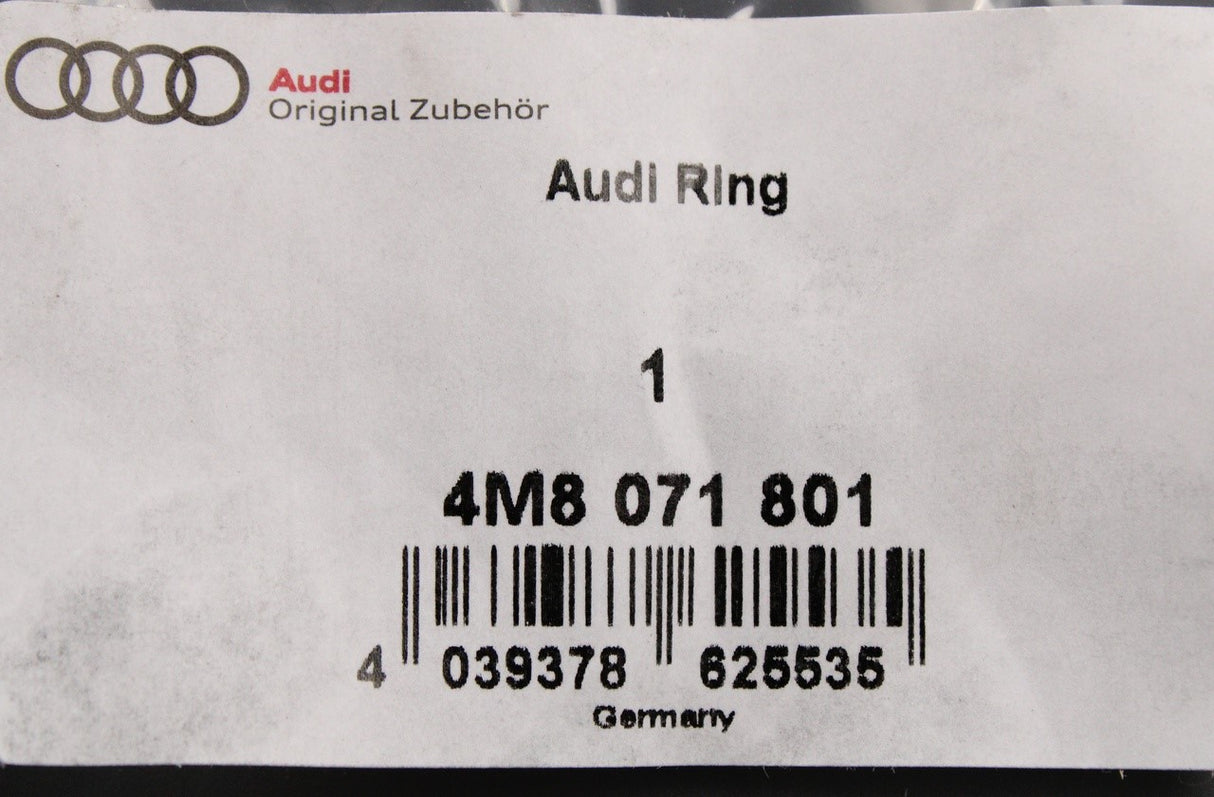 Audi
Original Zubehör
Audi Ring
1
4M8 071 801
4 039378 625535
Germany